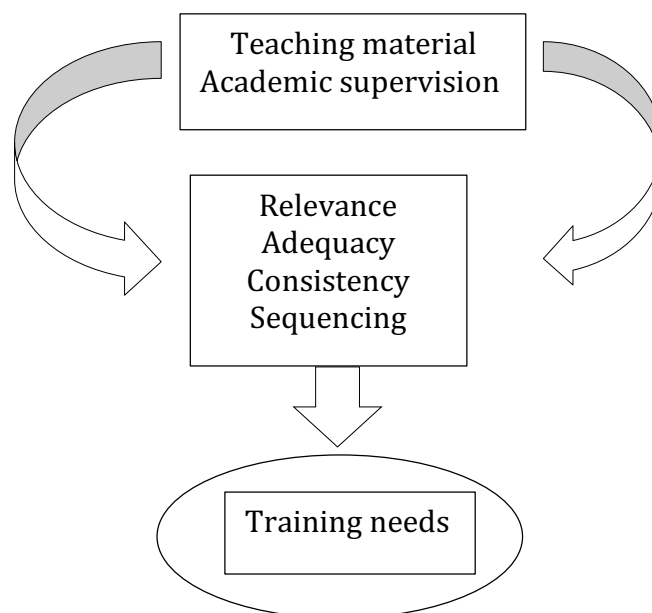 Teaching material
Academic supervision
Relevance
Adequacy
Consistency
Sequencing
Training needs